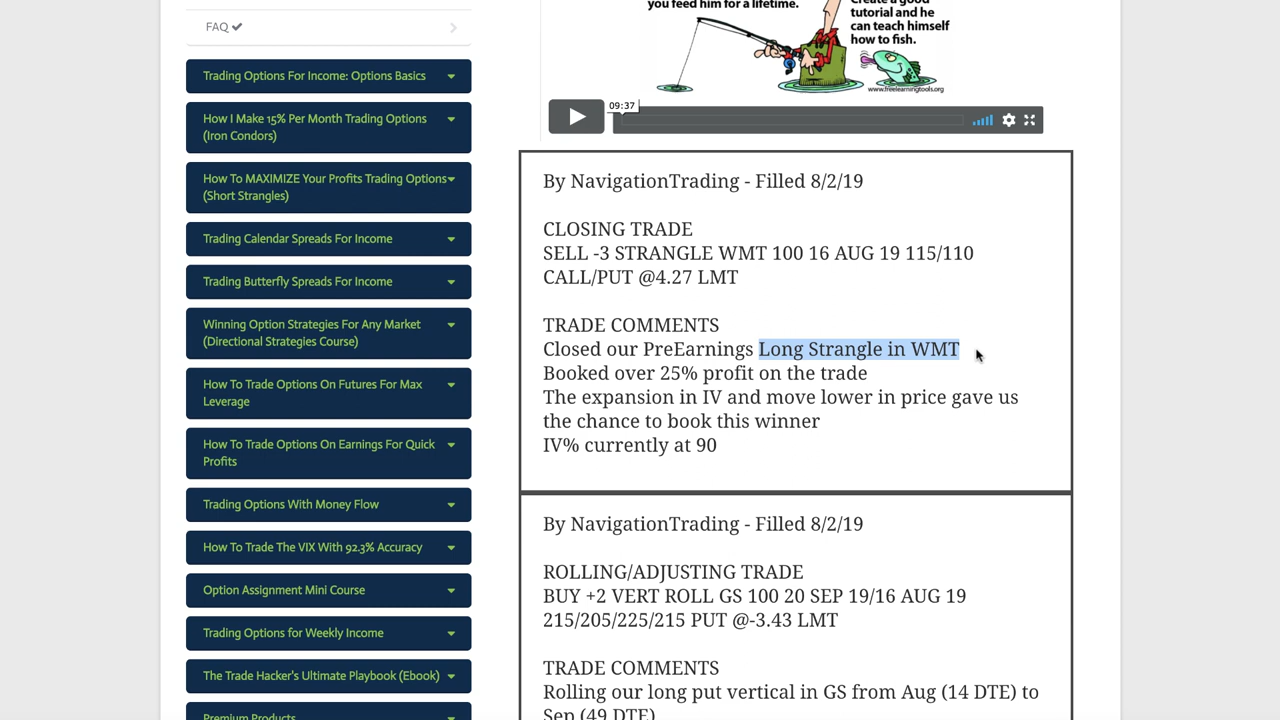 you feed him for a lifetime.
Create a good
tutorial and he
can teach himself
how to fish.
www.freelearningtools.org
09:37
FAQ
Trading Options For Income: Options Basics
How I Make 15% Per Month Trading Options
(Iron Condors)
How To MAXIMIZE Your Profits Trading Options
(Short Strangles)
Trading Calendar Spreads For Income
Trading Butterfly Spreads For Income
Winning Option Strategies For Any Market
(Directional Strategies Course)
How To Trade Options On Futures For Max
Leverage
How To Trade Options On Earnings For Quick
Profits
Trading Options With Money Flow
How To Trade The VIX With 92.3% Accuracy
Option Assignment Mini Course
Trading Options for Weekly Income
The Trade Hacker's Ultimate Playbook (Ebook)
Premium Products
By NavigationTrading - Filled 8/2/19
CLOSING TRADE
SELL -3 STRANGLE WMT 100 16 AUG 19 115/110
CALL/PUT @4.27 LMT
TRADE COMMENTS
Closed our PreEarnings Long Strangle in WMT
Booked over 25% profit on the trade
The expansion in IV and move lower in price gave us
the chance to book this winner
IV% currently at 90
By NavigationTrading - Filled 8/2/19
ROLLING/ADJUSTING TRADE
BUY +2 VERT ROLL GS 100 20 SEP 19/16 AUG 19
215/205/225/215 PUT @-3.43 LMT
TRADE COMMENTS
Rolling our long put vertical in GS from Aug (14 DTE) to
Sep (49 DTE)